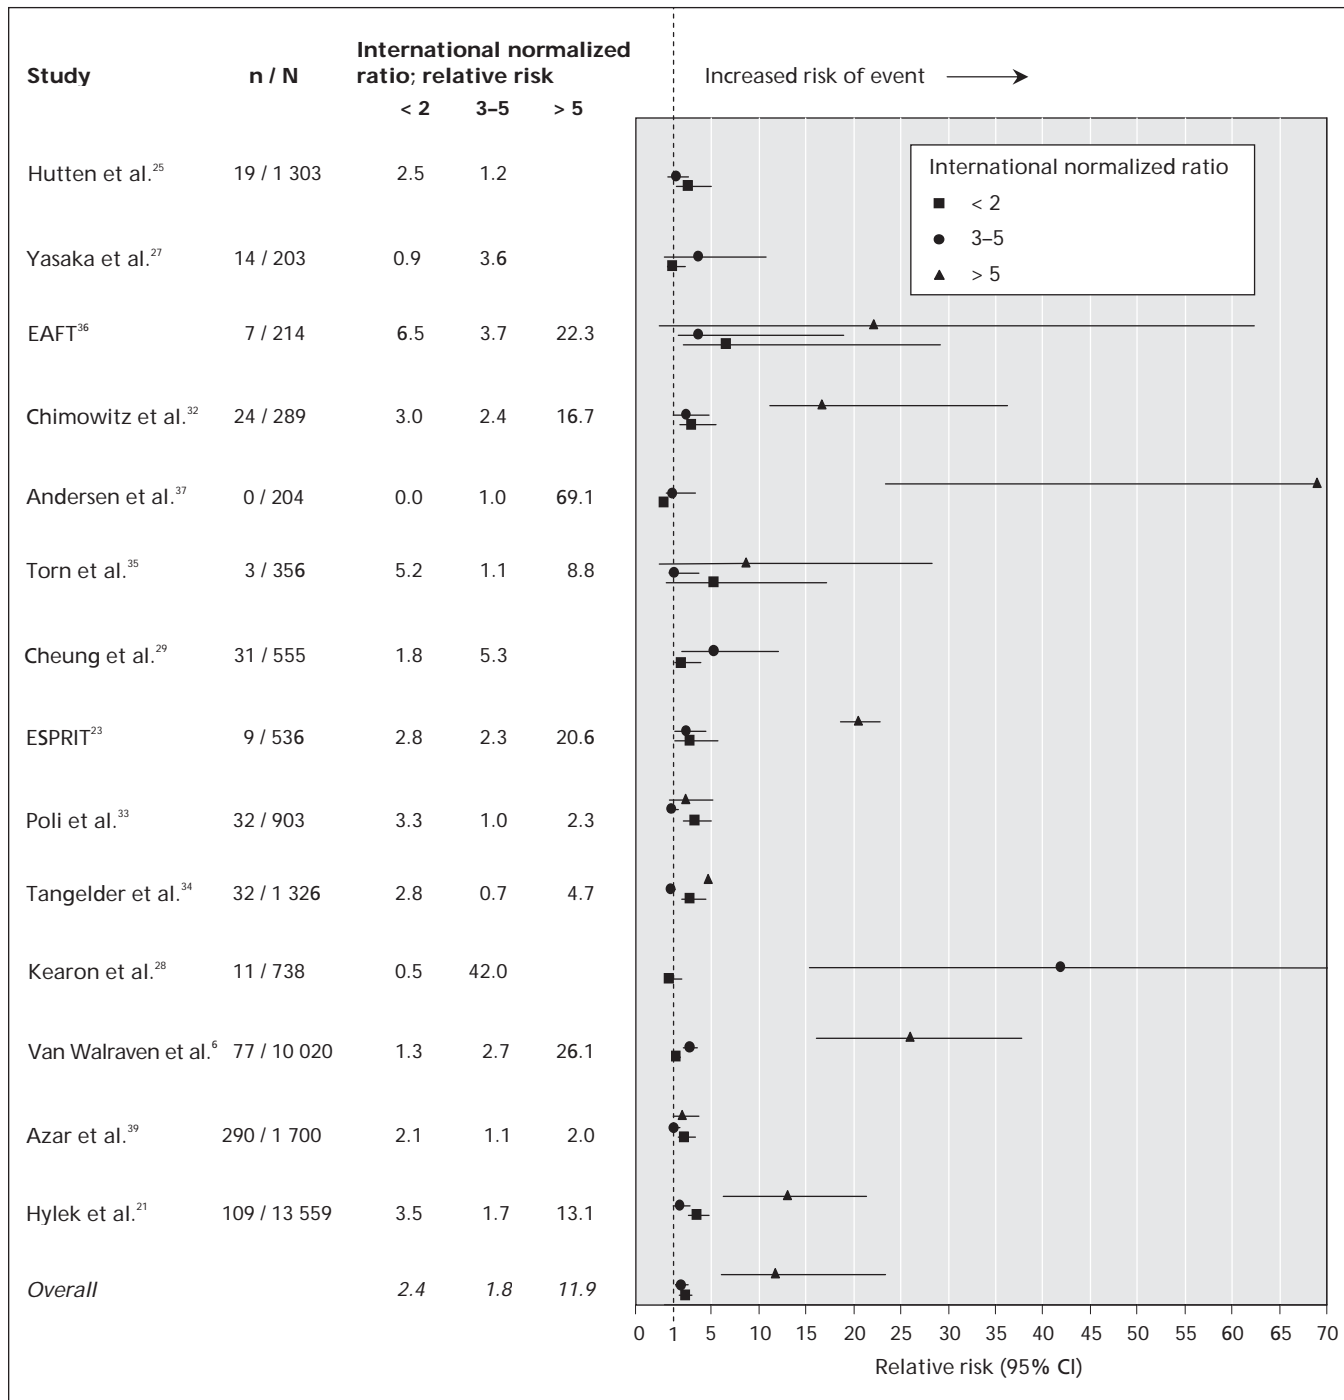 International normalized
Study n / N ratio; relative risk Increased risk of event
< 2 3–5 > 5
International normalized ratio
< 2
3–5
> 5
Hutten et al.25 19 / 1 303 2.5 1.2
Yasaka et al.27 14 / 203 0.9 3.6
EAFT36 7 / 214 6.5 3.7 22.3
Chimowitz et al.32 24 / 289 3.0 2.4 16.7
Andersen et al.37 0 / 204 0.0 1.0 69.1
Torn et al.35 3 / 356 5.2 1.1 8.8
Cheung et al.29 31 / 555 1.8 5.3
ESPRIT23 9 / 536 2.8 2.3 20.6
Poli et al.33 32 / 903 3.3 1.0 2.3
Tangelder et al.34 32 / 1 326 2.8 0.7 4.7
Kearon et al.28 11 / 738 0.5 42.0
Van Walraven et al.6 77 / 10 020 1.3 2.7 26.1
Azar et al.39 290 / 1 700 2.1 1.1 2.0
Hylek et al.21 109 / 13 559 3.5 1.7 13.1
Overall 2.4 1.8 11.9
0 1 5 10 15 20 25 30 35 40 45 50 55 60 65 70
Relative risk (95% CI)